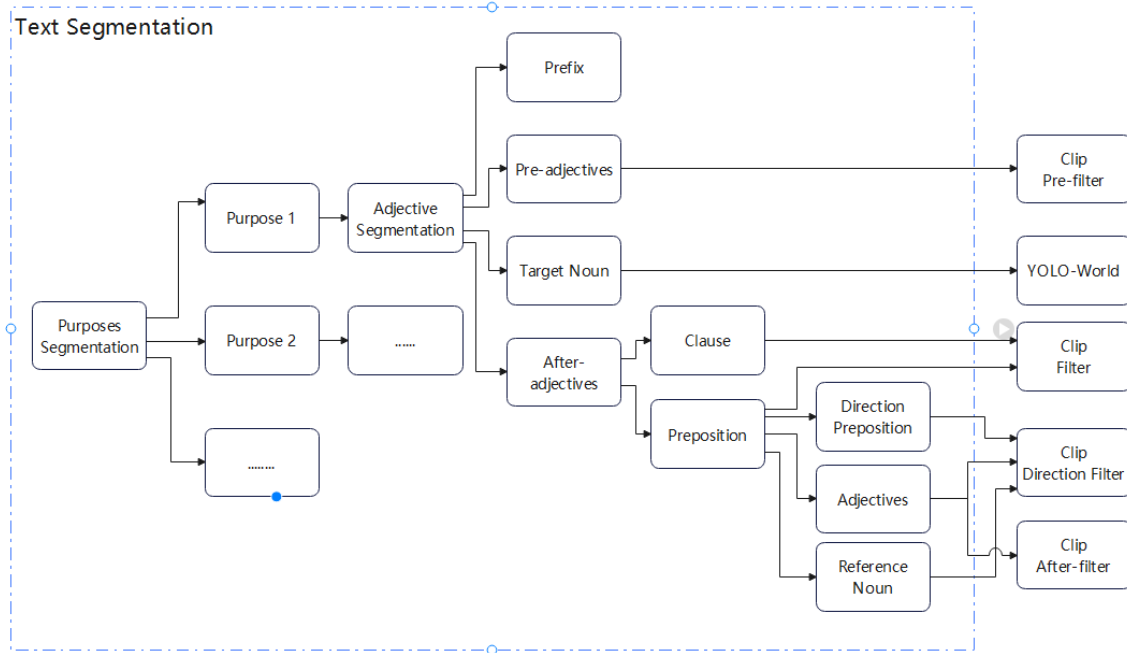 Text Segmentation
Prefix
Pre-adjectives
Clip
Pre-filter
Purpose 1
Adjective
Segmentation
Target Noun
YOLO-World
Purposes
Segmentation
Purpose 2
......
After-
adjectives
Clause
Clip
Filter
Preposition
Direction
Preposition
Clip
Direction Filter
........
Adjectives
Reference
Noun
Clip
After-filter